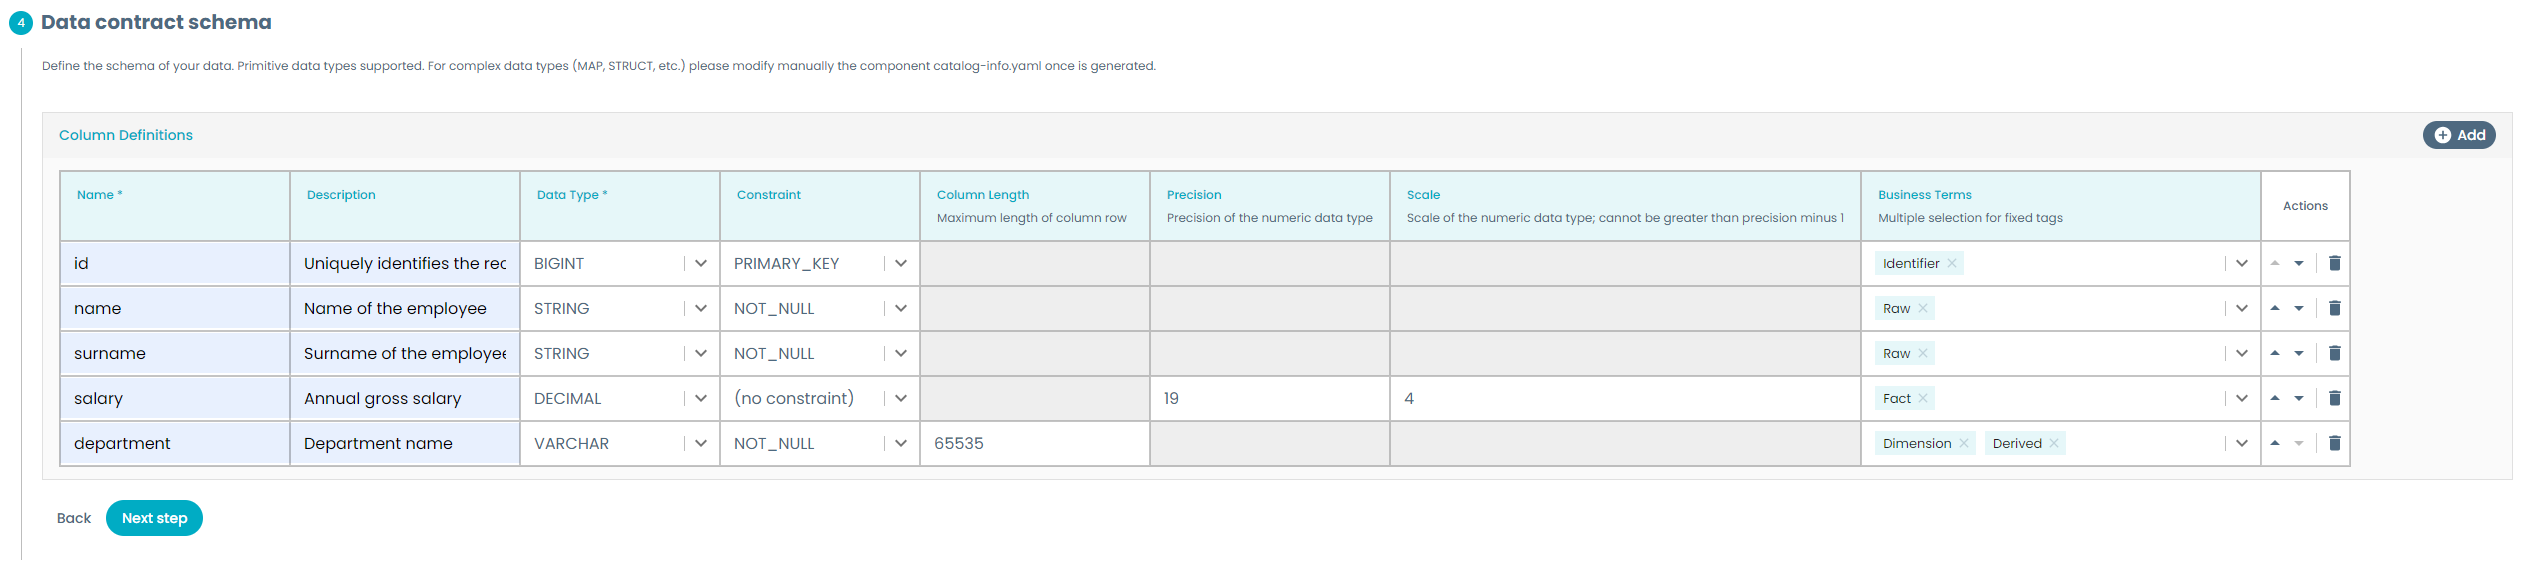 4 Data contract schema
Define the schema of your data. Primitive data types supported. For complex data types (MAP, STRUCT, etc.) please modify manually the component catalog-info.yaml once is generated.
Column Definitions
Add
Name * Description Data Type * Constraint Column Length Precision Scale Business Terms Actions
Maximum length of column row Precision of the numeric data type Scale of the numeric data type; cannot be greater than precision minus 1 Multiple selection for fixed tags
id Uniquely identifies the rec BIGINT PRIMARY_KEY Identifier
name Name of the employee STRING NOT_NULL Raw
surname Surname of the employee STRING NOT_NULL Raw
salary Annual gross salary DECIMAL (no constraint) 19 4 Fact
department Department name VARCHAR NOT_NULL 65535 Dimension Derived
Back Next step